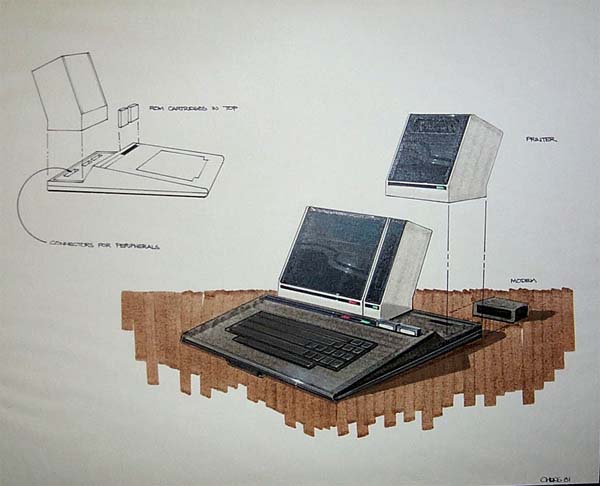 ROM CARTRIDGES IN TOP
PRINTER
CONNECTORS FOR PERIPHERALS
MODEM